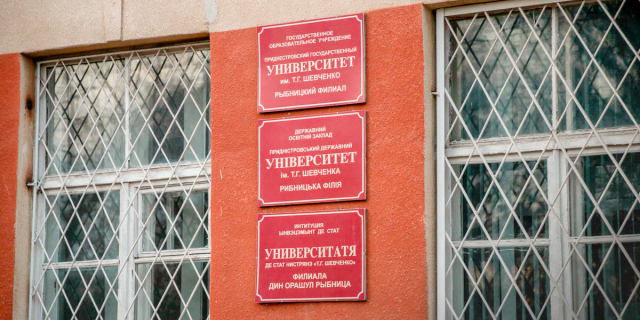 ГОСУДАРСТВЕННОЕ
ОБРАЗОВАТЕЛЬНОЕ УЧРЕЖДЕНИЕ
ПРИДНЕСТРОВСКИЙ ГОСУДАРСТВЕННЫЙ
УНИВЕРСИТЕТ
им. Т.Г. ШЕВЧЕНКО
РЫБНИЦКИЙ ФИЛИАЛ
ДЕРЖАВНИЙ
ОСВІТНІЙ ЗАКЛАД
ПРИДНІСТРОВСЬКИЙ ДЕРЖАВНИЙ
УНІВЕРСИТЕТ
ім. Т.Г. ШЕВЧЕНКА
РИБНИЦЬКА ФІЛІЯ
ИНТИТУЦИЯ
ЫНВЭЦЭМЫНТ ДЕ СТАТ
УНИВЕРСИТАТЯ
ДЕ СТАТ НИСТРЯНЭ «Т.Г. ШЕВЧЕНКО»
ФИЛИАЛА
ДИН ОРАШУЛ РЫБНИЦА